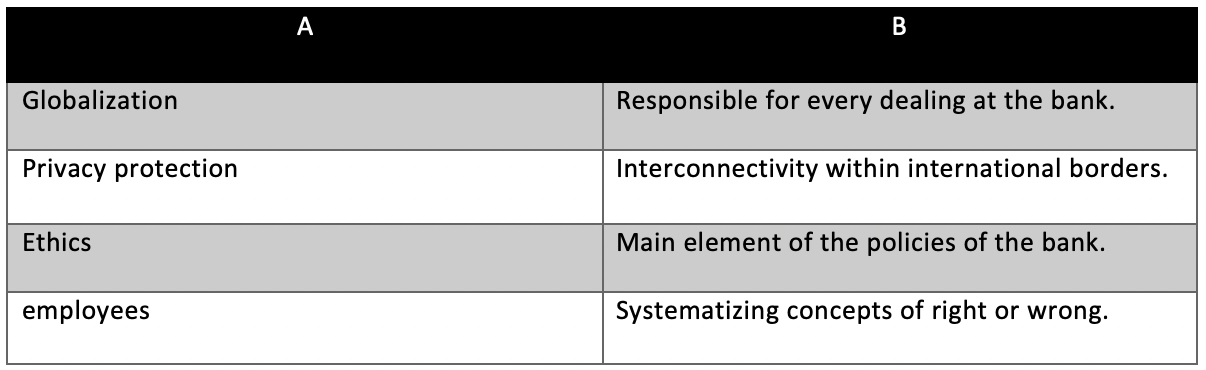 A B
Globalization Responsible for every dealing at the bank.
Privacy protection Interconnectivity within international borders.
Ethics Main element of the policies of the bank.
employees Systematizing concepts of right or wrong.